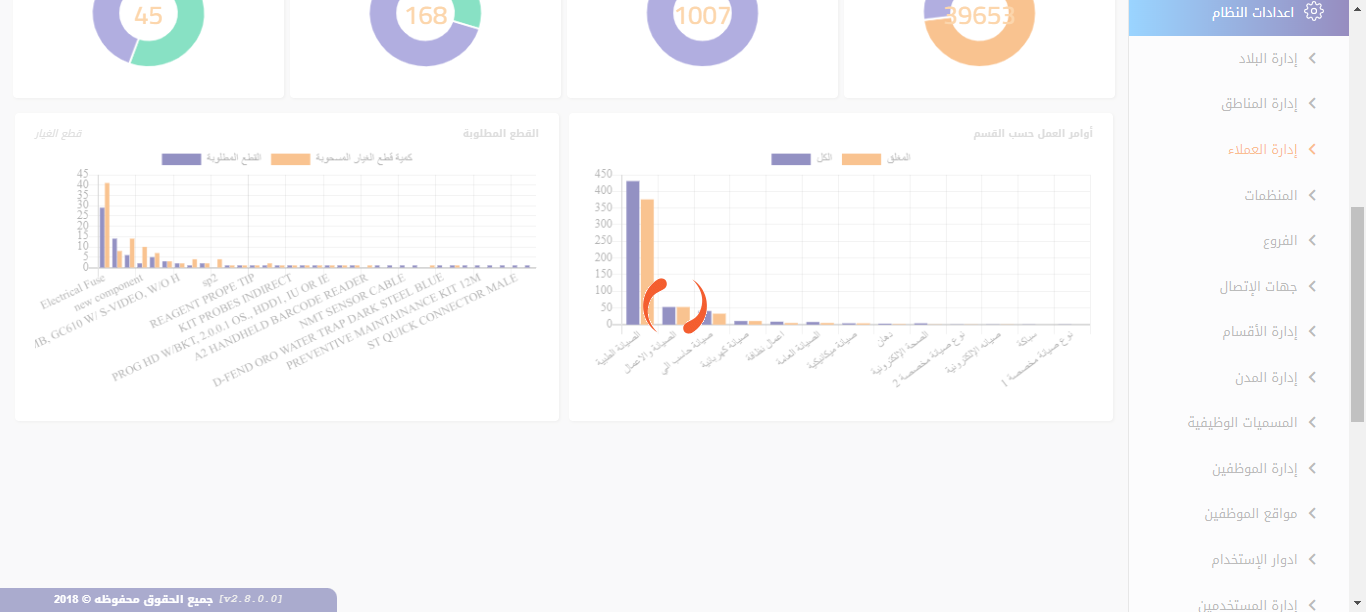 اعدادات النظام
إدارة البلاد
إدارة المناطق
إدارة العملاء
المنظمات
الفروع
جهات الإتصال
إدارة الأقسام
إدارة المدن
المسميات الوظيفية
إدارة الموظفين
مواقع الموظفين
ادوار الإستخدام
إدارة المستخدمين
39653
1007
168
45
أوامر العمل حسب القسم
المغلق
الكل
450
400
350
300
250
200
150
100
50
0
الصيانة الطبية
الصيانة والاتصال
صيانة حاسب الي
صيانة كهربائية
اعمال نظافة
الصيانة العامة
صيانة ميكانيكية
دهان
الصحة الإلكترونية
نوع صيانة مخصصة 2
صيانه الإلكترونية
سباكة
نوع صيانة مخصصة 1
القطع المطلوبة
قطع الغيار
كمية قطع الغيار المسحوبة
القطع المطلوبة
45
40
35
30
25
20
15
10
5
0
Electrical Fuse
new component
MB, GC610 W/ S-VIDEO, W/O H
sp2
REAGENT PROPE TIP
KIT PROBES INDIRECT
PROG HD W/BKT, 2.0.0.1 OS., HDD1, IU OR IE
A2 HANDHELD BARCODE READER
NMT SENSOR CABLE
D-FEND ORO WATER TRAP DARK STEEL BLUE
PREVENTIVE MAINTAINANCE KIT 12M
ST QUICK CONNECTOR MALE
جميع الحقوق محفوظه © 2018 [v2.8.0.0]